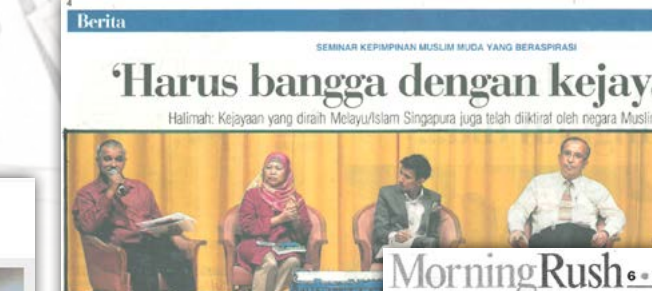 4
Berita
SEMINAR KEPIMPINAN MUSLIM MUDA YANG BERASPIRASI
'Harus bangga dengan kejay
Halimah: Kejayaan yang diraih Melayu/Islam Singapura juga telah diiktiraf oleh negara Muslim
MorningRush 6